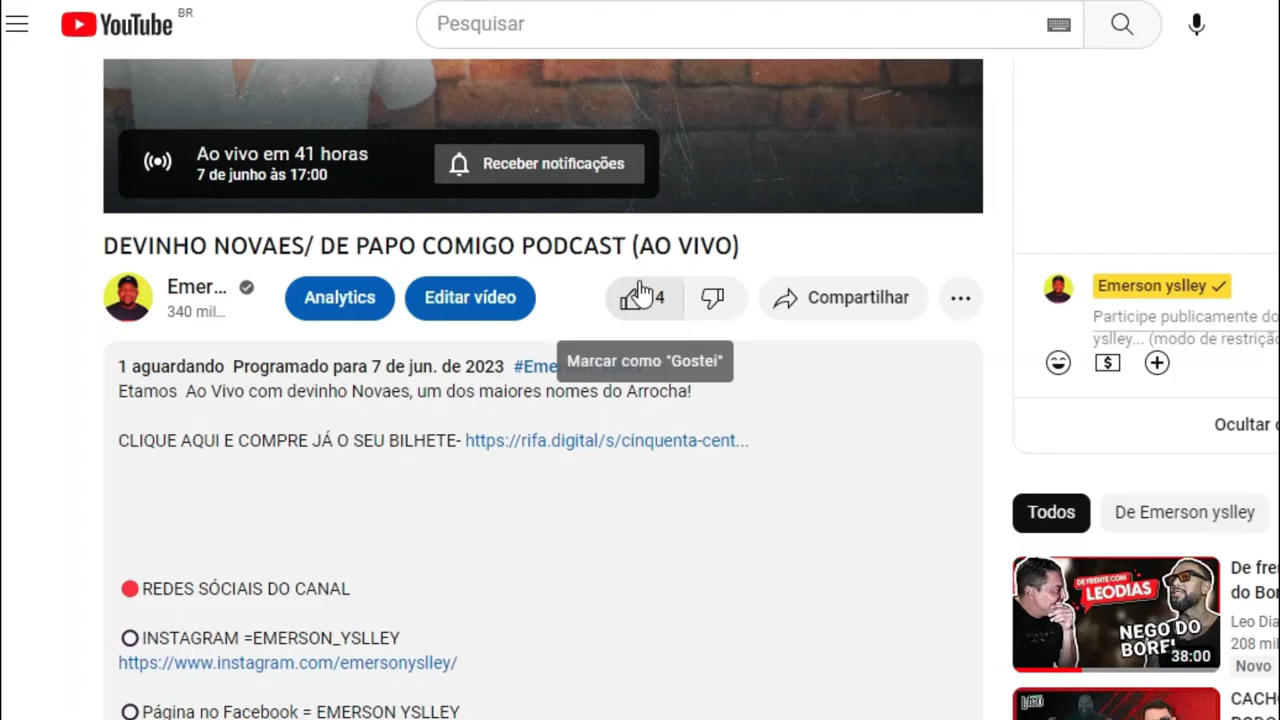 YouTube BR
Pesquisar
Ao vivo em 41 horas
7 de junho às 17:00
Receber notificações
DEVINHO NOVAES/ DE PAPO COMIGO PODCAST (AO VIVO)
Emer...
340 mil...
Analytics
Editar vídeo
4
Compartilhar
Marcar como "Gostei"
1 aguardando Programado para 7 de jun. de 2023 #Eme
Etamos Ao Vivo com devinho Novaes, um dos maiores nomes do Arrocha!
CLIQUE AQUI E COMPRE JÁ O SEU BILHETE- https://rifa.digital/s/cinquenta-cent...
REDES SÓCIAIS DO CANAL
INSTAGRAM =EMERSON_YSLLEY
https://www.instagram.com/emersonyslley/
Página no Facebook = EMERSON YSLLEY
Emerson yslley
Participe publicamente do
yslley... (modo de restrição
Ocultar
Todos
De Emerson yslley
DE FRENTE COM
LEODIAS
NEGO DO
BOREL
38:00
De fren
do Bor
Leo Dia
208 mil
Novo
CACHO